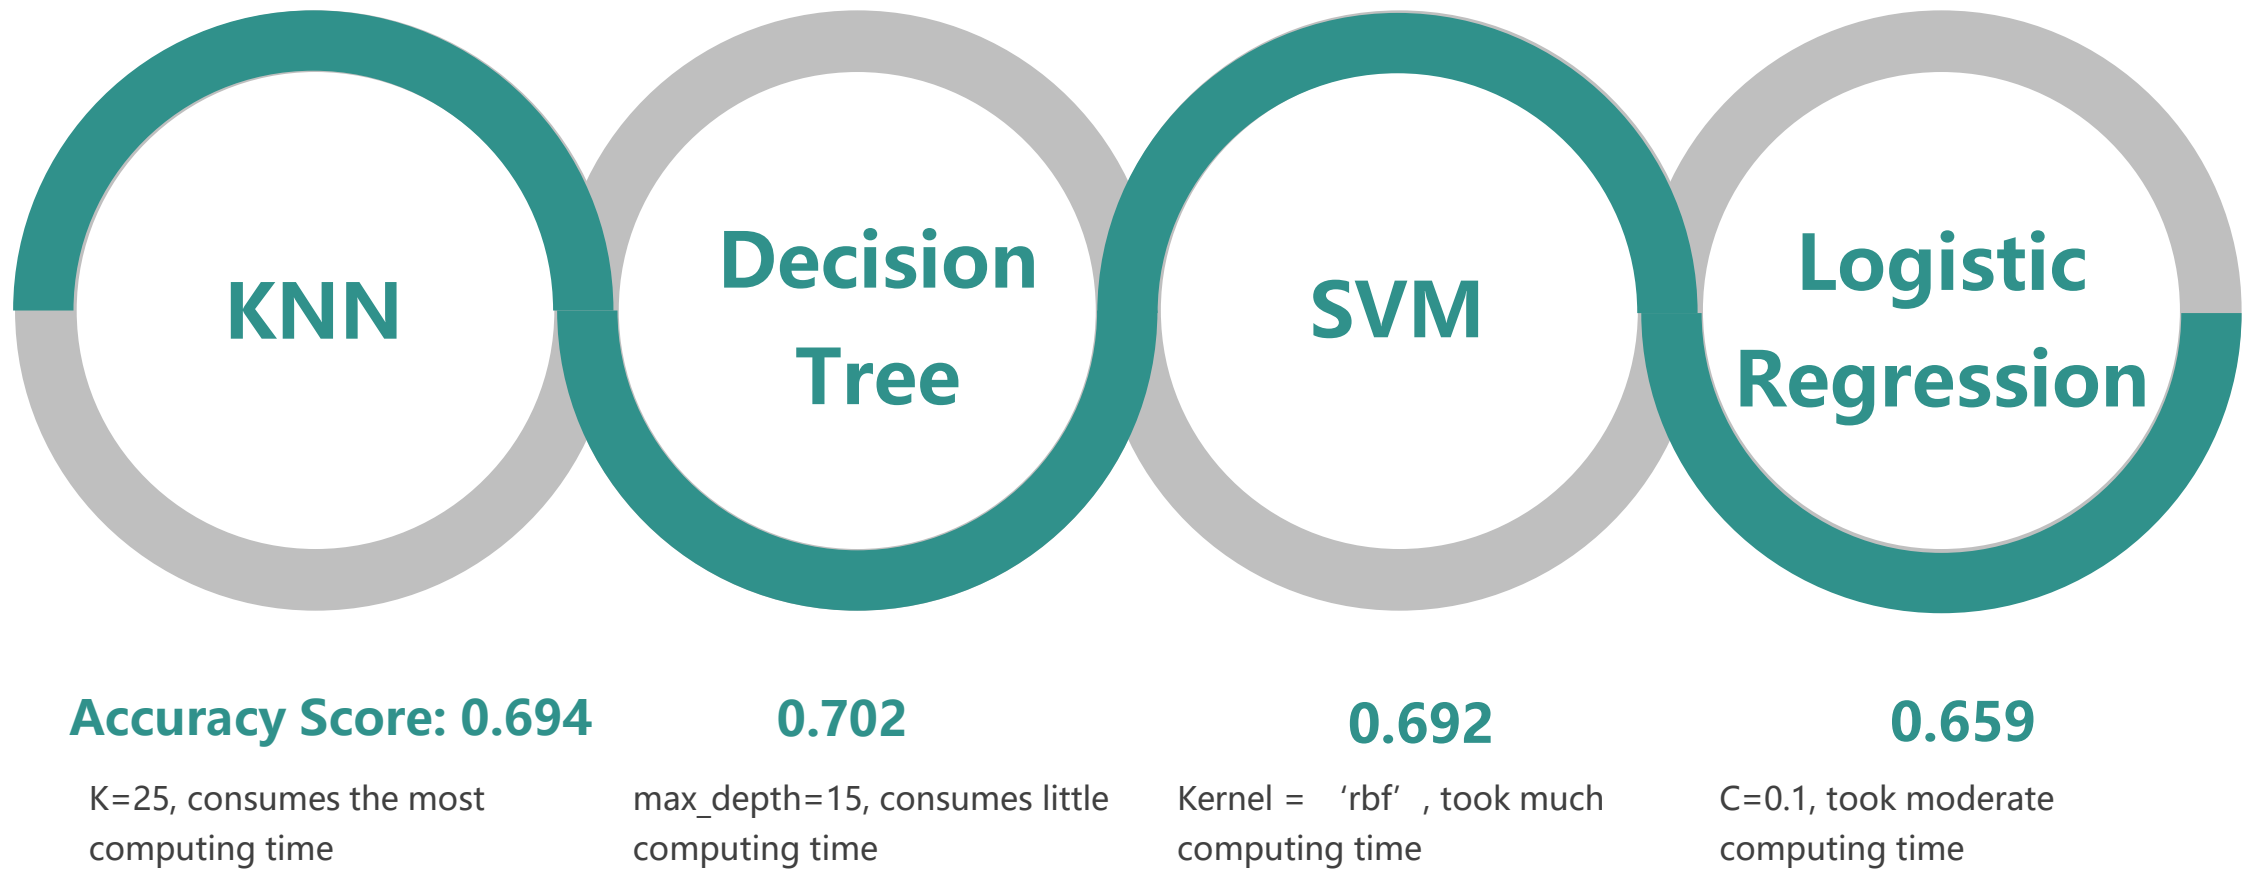 KNN
Decision
Tree
SVM
Logistic
Regression
Accuracy Score: 0.694
K=25, consumes the most
computing time
0.702
max_depth=15, consumes little
computing time
0.692
Kernel = ‘rbf’, took much
computing time
0.659
C=0.1, took moderate
computing time